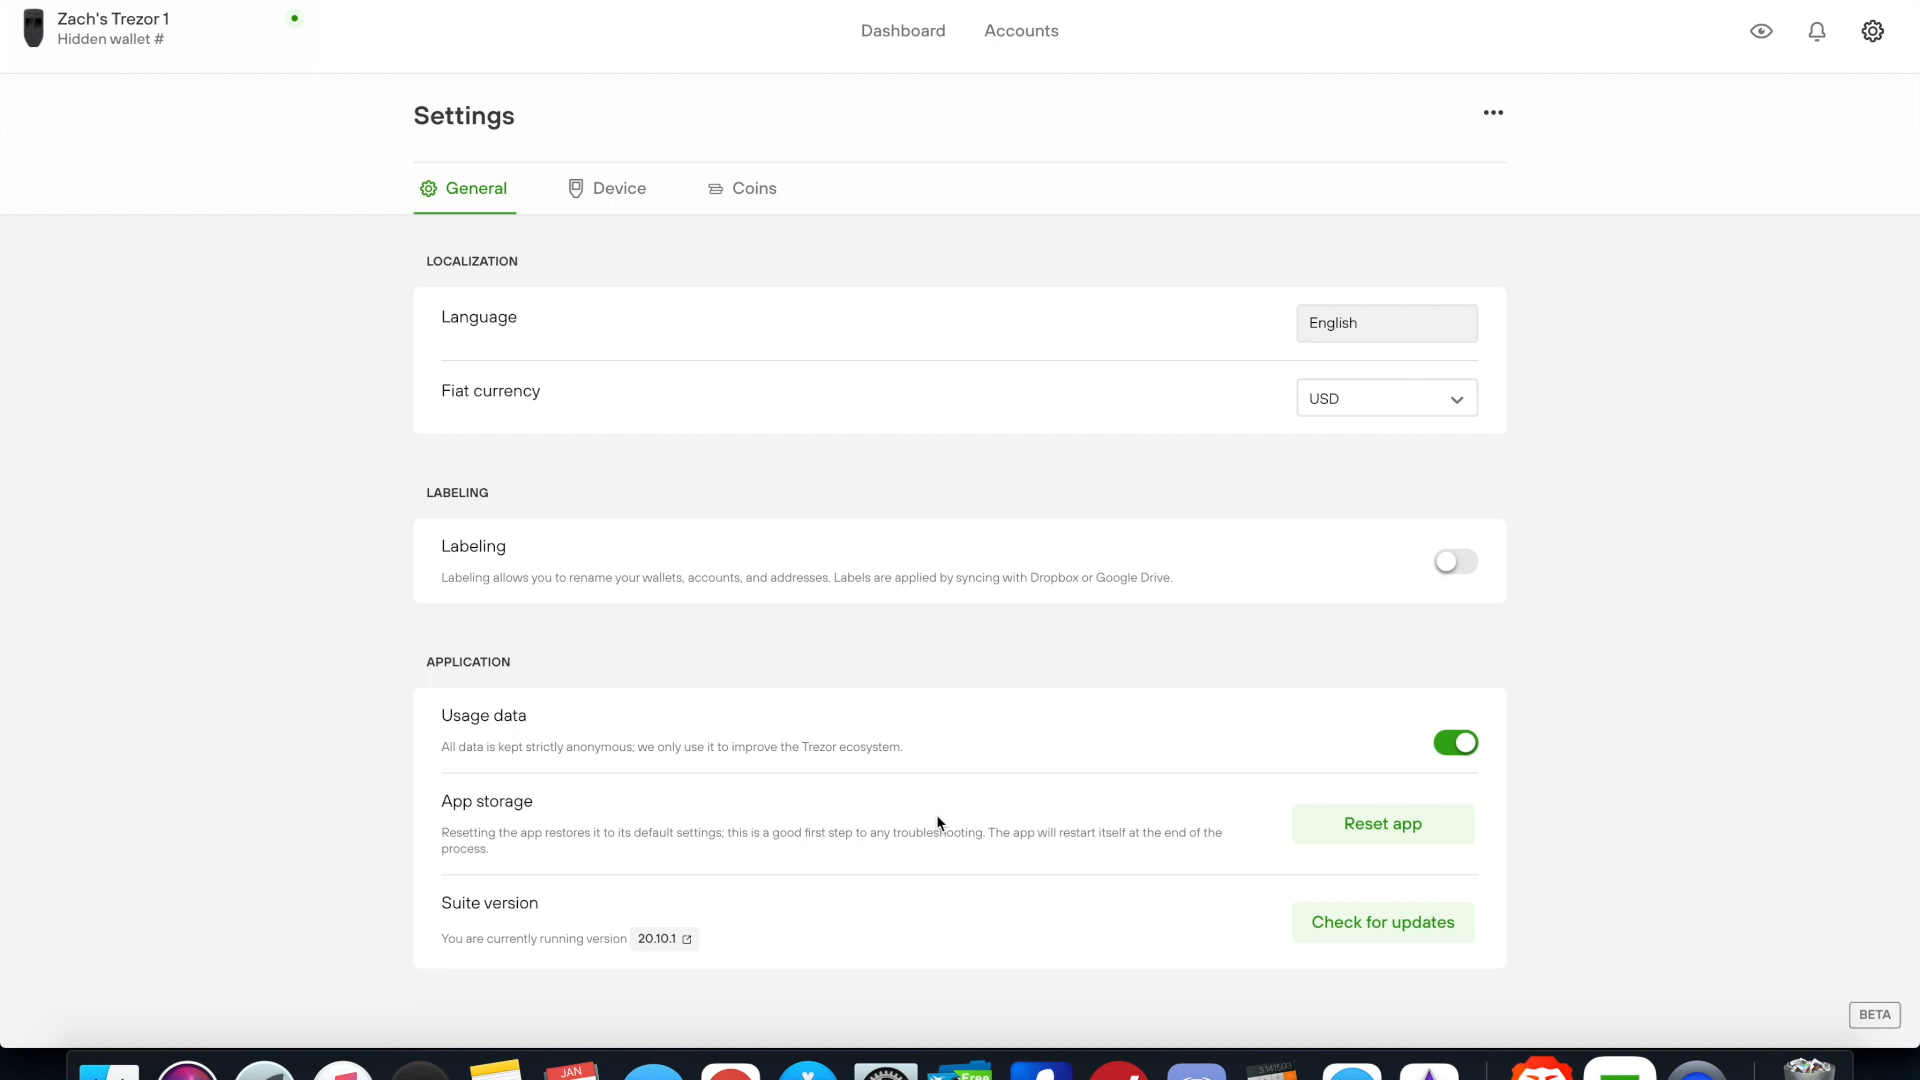 Zach's Trezor 1
Hidden wallet #
Dashboard
Accounts
Settings
General
Device
Coins
LOCALIZATION
Language
English
Fiat currency
USD
LABELING
Labeling
Labeling allows you to rename your wallets, accounts, and addresses. Labels are applied by syncing with Dropbox or Google Drive.
APPLICATION
Usage data
All data is kept strictly anonymous; we only use it to improve the Trezor ecosystem.
App storage
Resetting the app restores it to its default settings; this is a good first step to any troubleshooting. The app will restart itself at the end of the
process.
Reset app
Suite version
You are currently running version 20.10.1
Check for updates
BETA
JAN
Free
3.141593